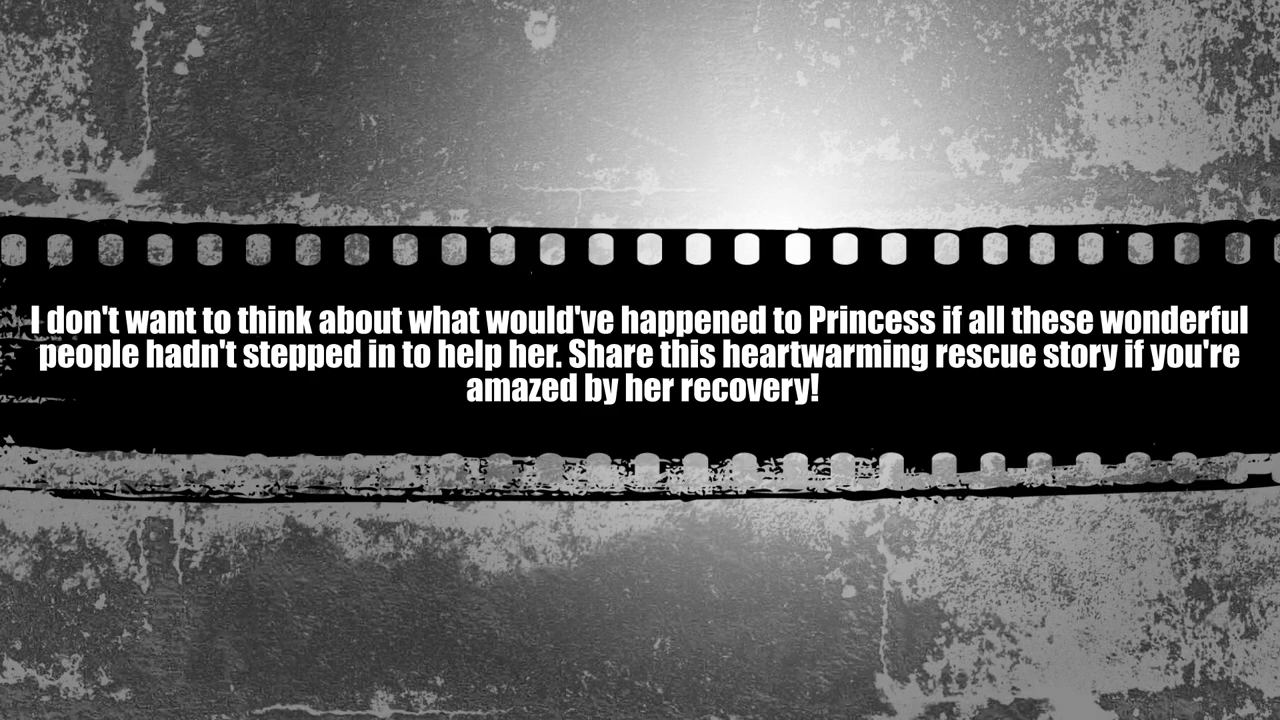 I don't want to think about what would've happened to Princess if all these wonderful
people hadn't stepped in to help her. Share this heartwarming rescue story if you're
amazed by her recovery!